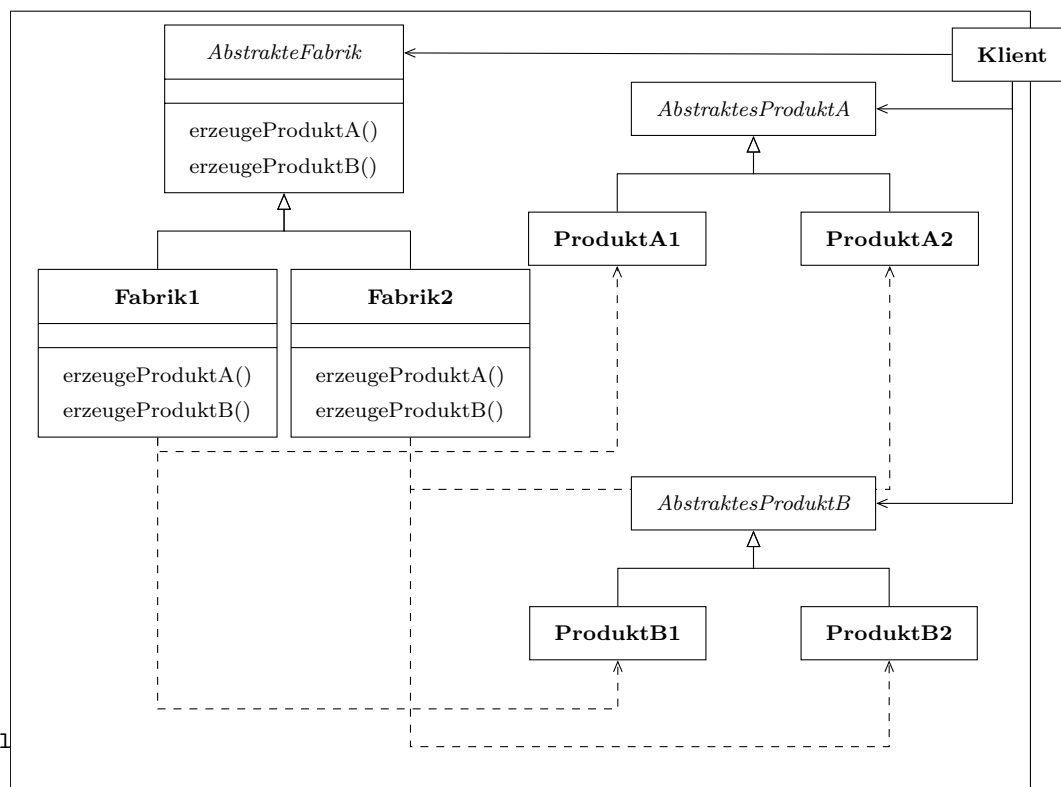 AbstrakteFabrik
Klient
erzeugeProduktA()
erzeugeProduktB()
AbstraktesProduktA
ProduktA1
ProduktA2
Fabrik1
Fabrik2
erzeugeProduktA()
erzeugeProduktB()
erzeugeProduktA()
erzeugeProduktB()
AbstraktesProduktB
ProduktB1
ProduktB2
l